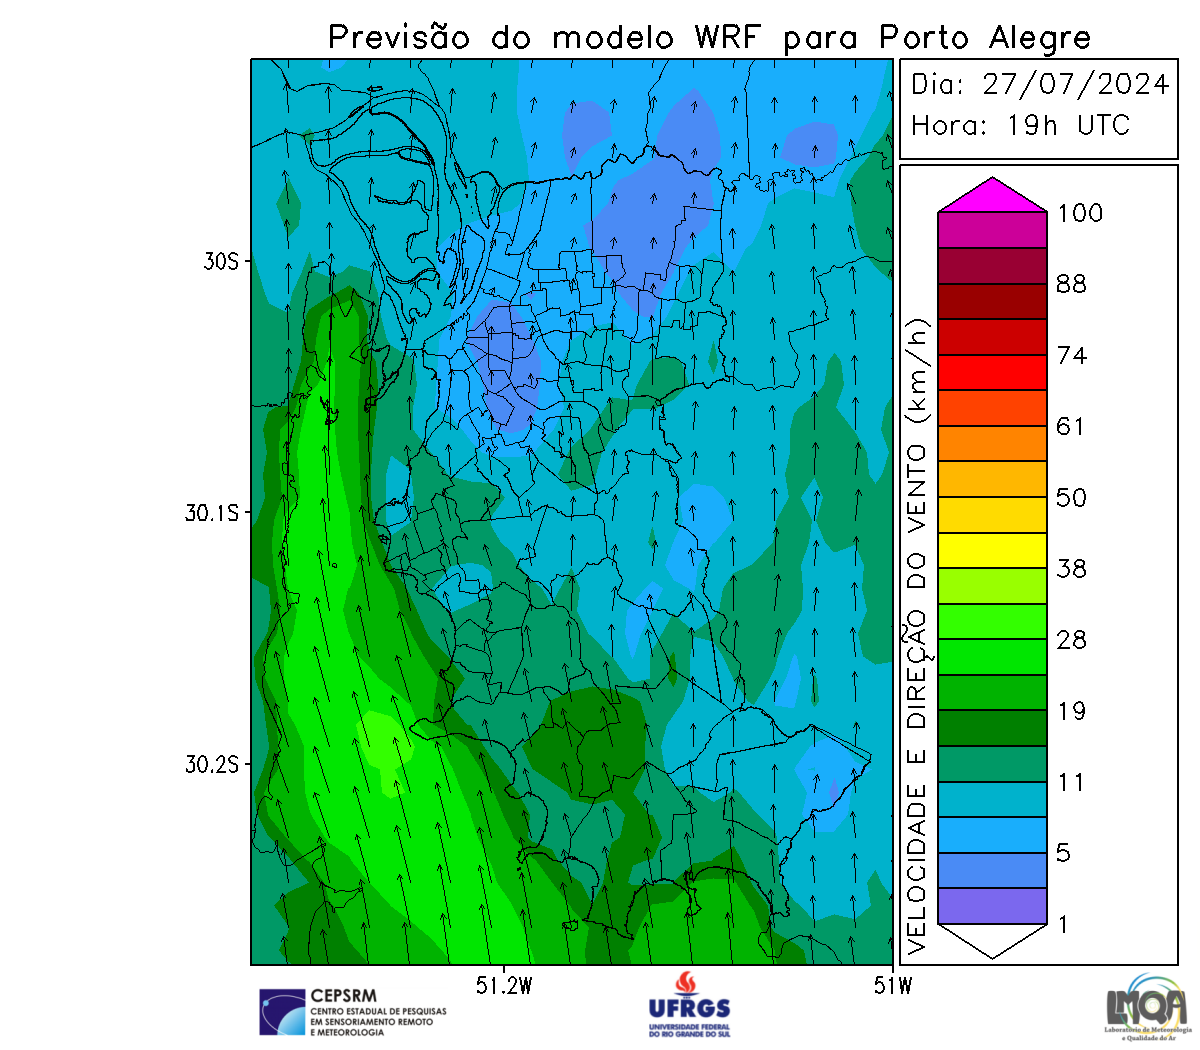 Previsão do modelo WRF para Porto Alegre
Dia: 27/07/2024
Hora: 19h UTC
30S
30.1S
30.2S
51.2W
51W
VELOCIDADE E DIREÇÃO DO VENTO (km/h)
100
88
74
61
50
38
28
19
11
5
1
CEPSRM
CENTRO ESTADUAL DE PESQUISAS
EM SENSORIAMENTO REMOTO
E METEOROLOGIA
UFRGS
UNIVERSIDADE FEDERAL
DO RIO GRANDE DO SUL
LMQA
Laboratório de Meteorologia
e Qualidade do Ar